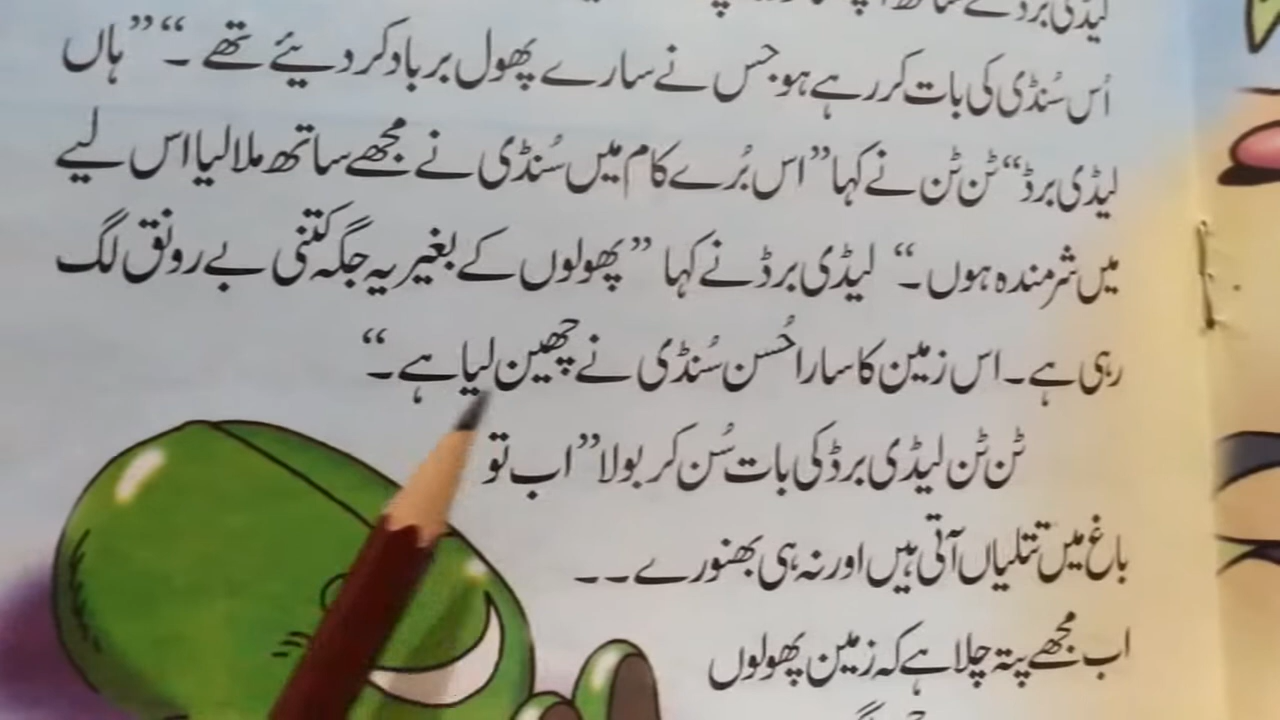 لیڈی برڈ نے
اُس سُنڈی کی بات کر رہے ہو جس نے سارے پھول برباد کر دیئے تھے ۔“ ”ہاں
لیڈی برڈ“ ٹن ٹن نے کہا ”اس بُرے کام میں سُنڈی نے مجھے ساتھ ملا لیا اس لیے
میں شرمندہ ہوں ۔“ لیڈی برڈ نے کہا ”پھولوں کے بغیر یہ جگہ کتنی بے رونق لگ
رہی ہے ۔ اس زمین کا سارا حُسن سُنڈی نے چھین لیا ہے ۔“
ٹن ٹن لیڈی برڈ کی بات سُن کر بولا ”اب تو
باغ میں تتلیاں آتی ہیں اور نہ ہی بھنورے ۔ ۔
اب مجھے پتہ چلا ہے کہ زمین پھولوں